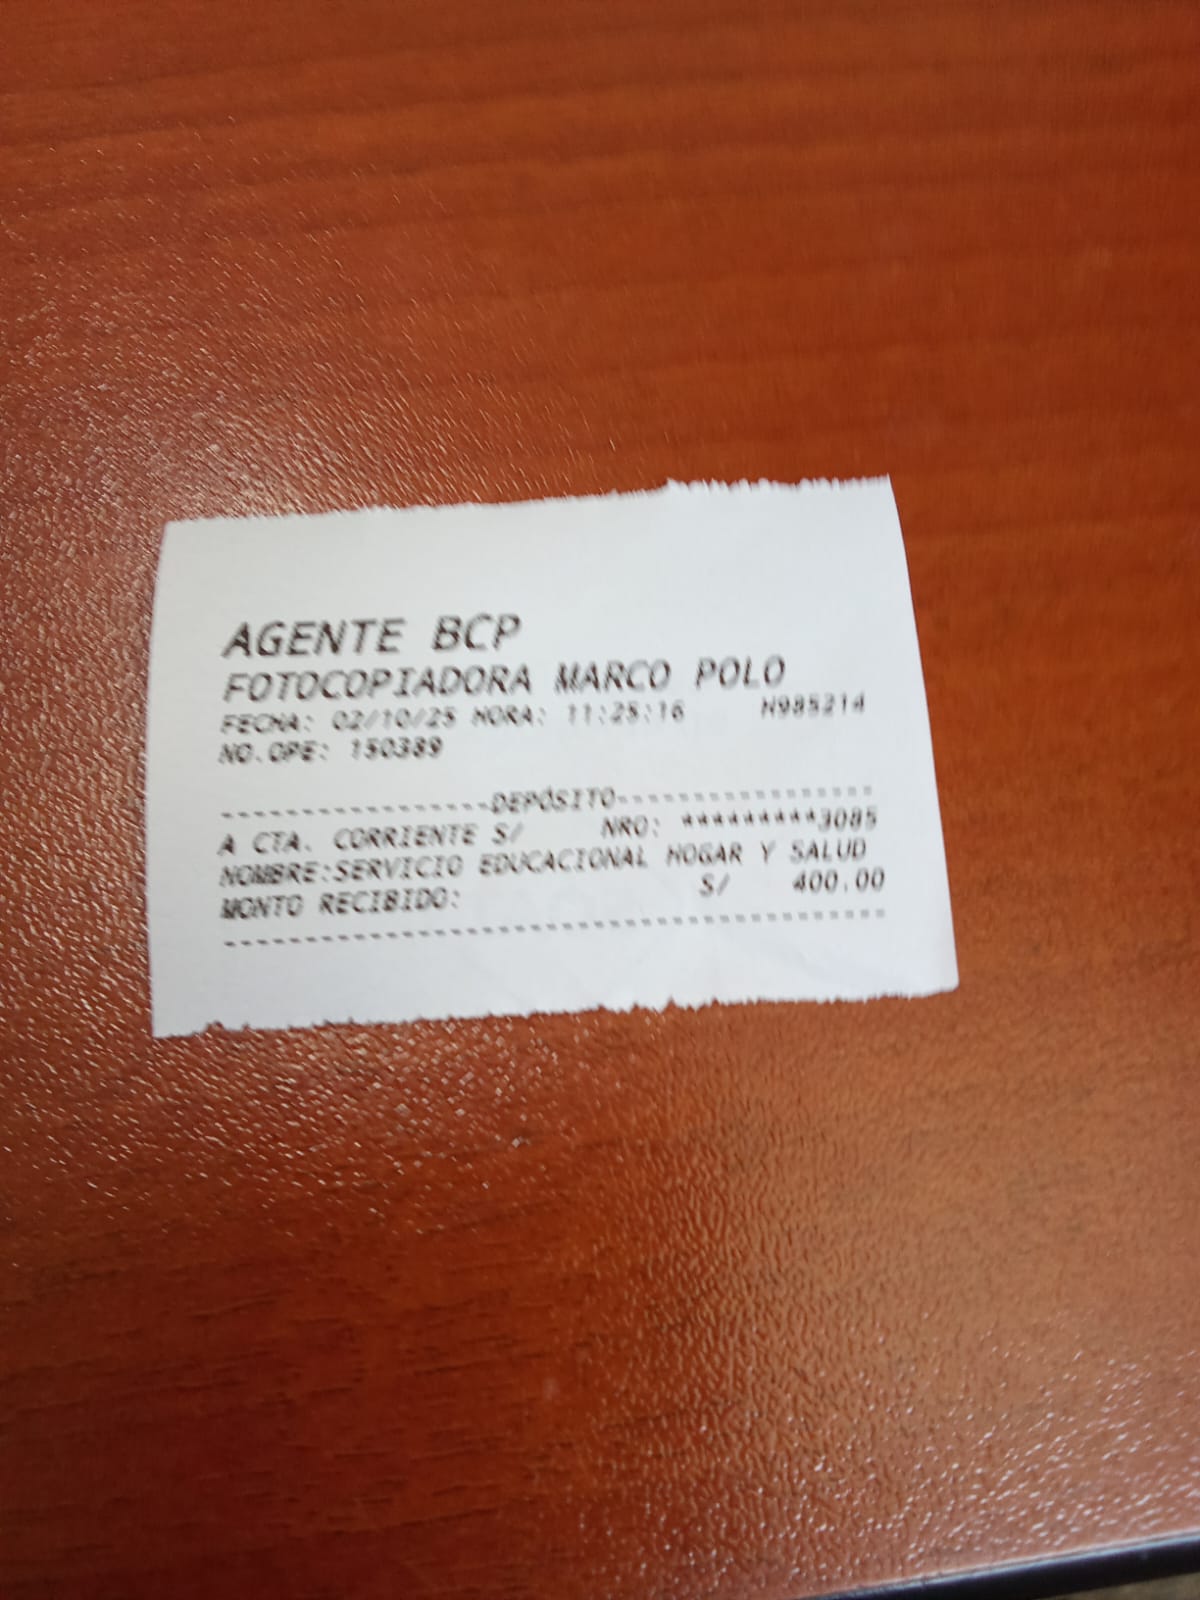 AGENTE BCP
FOTOCOPIADORA MARCO POLO
FECHA: 02/10/25 HORA: 11:25:16 H985214
NO.OPE: 150389
-----------------DEPÓSITO-----------------
A CTA. CORRIENTE S/ NRO: *********3085
NOMBRE:SERVICIO EDUCACIONAL HOGAR Y SALUD
MONTO RECIBIDO: S/ 400.00
------------------------------------------